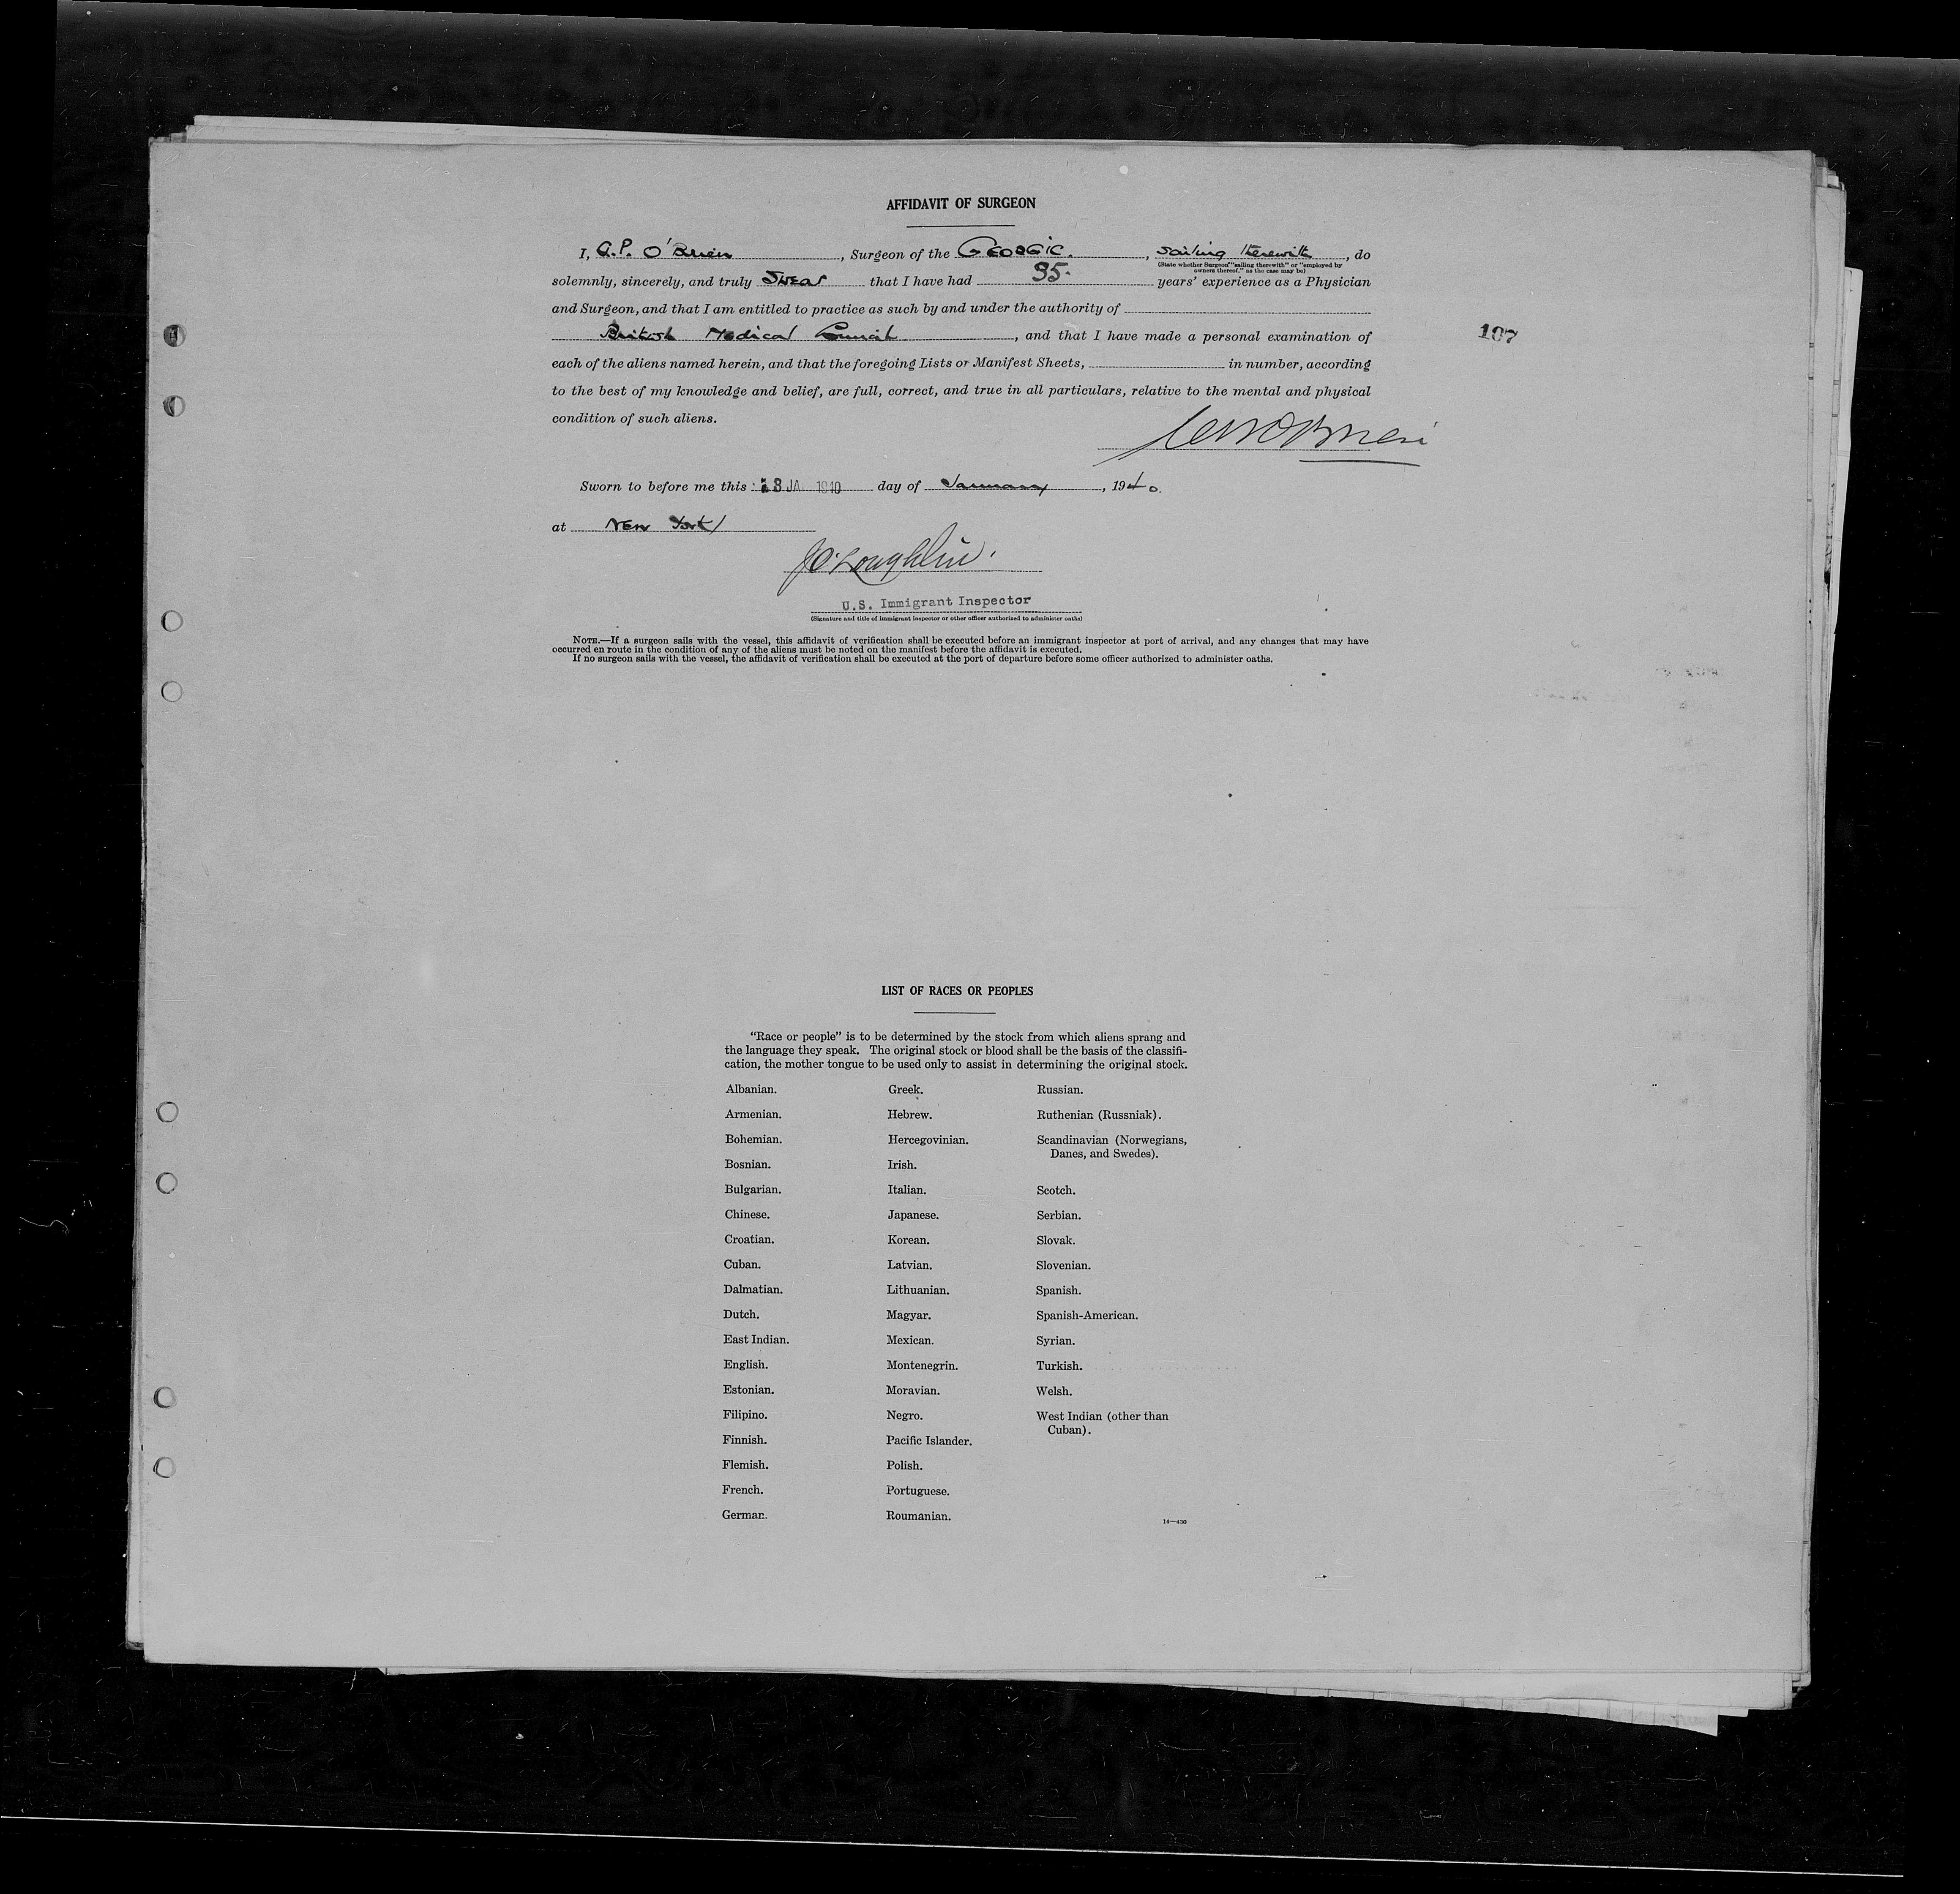 AFFIDAVIT OF SURGEON
I, G.P. O'Brien, Surgeon of the GEORGIC., sailing therewith, do
(State whether Surgeon "sailing therewith" or "employed by
owners thereof," as the case may be)
solemnly, sincerely, and truly Swear that I have had 35. years' experience as a Physician
and Surgeon, and that I am entitled to practice as such by and under the authority of
British Medical Council, and that I have made a personal examination of
107
each of the aliens named herein, and that the foregoing Lists or Manifest Sheets, in number, according
to the best of my knowledge and belief, are full, correct, and true in all particulars, relative to the mental and physical
condition of such aliens.
Sworn to before me this 8 JA 1940 day of January, 1940.
at New York
J O'Loughlin.
U.S. Immigrant Inspector
(Signature and title of immigrant inspector or other officer authorized to administer oaths)
NOTE.—If a surgeon sails with the vessel, this affidavit of verification shall be executed before an immigrant inspector at port of arrival, and any changes that may have
occurred en route in the condition of any of the aliens must be noted on the manifest before the affidavit is executed.
If no surgeon sails with the vessel, the affidavit of verification shall be executed at the port of departure before some officer authorized to administer oaths.
LIST OF RACES OR PEOPLES
"Race or people" is to be determined by the stock from which aliens sprang and
the language they speak. The original stock or blood shall be the basis of the classifi-
cation, the mother tongue to be used only to assist in determining the original stock.
Albanian.
Armenian.
Bohemian.
Bosnian.
Bulgarian.
Chinese.
Croatian.
Cuban.
Dalmatian.
Dutch.
East Indian.
English.
Estonian.
Filipino.
Finnish.
Flemish.
French.
German.
Greek.
Hebrew.
Hercegovinian.
Irish.
Italian.
Japanese.
Korean.
Latvian.
Lithuanian.
Magyar.
Mexican.
Montenegrin.
Moravian.
Negro.
Pacific Islander.
Polish.
Portuguese.
Roumanian.
Russian.
Ruthenian (Russniak).
Scandinavian (Norwegians,
Danes, and Swedes).
Scotch.
Serbian.
Slovak.
Slovenian.
Spanish.
Spanish-American.
Syrian.
Turkish.
Welsh.
West Indian (other than
Cuban).
14—430